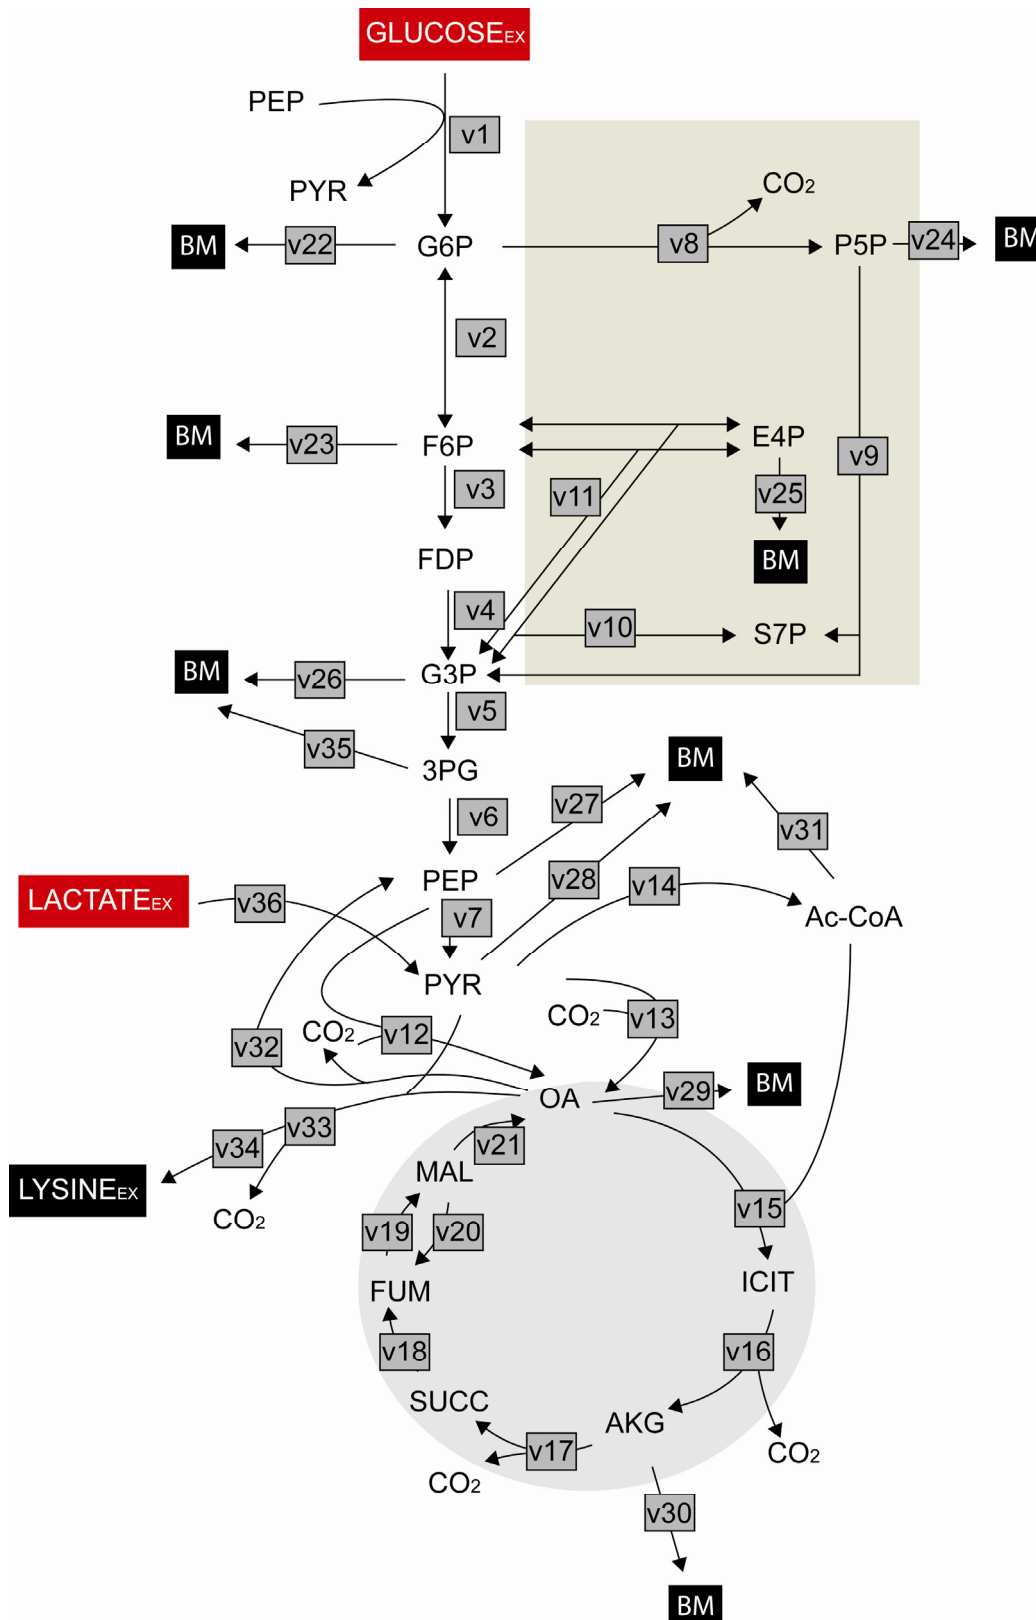 GLUCOSEEX
PEP
v1
PYR
CO2
BM
v22
G6P
v8
P5P
v24
BM
v2
BM
v23
F6P
E4P
v9
v3
v11
v25
FDP
BM
v4
v10
S7P
BM
v26
G3P
v5
v35
3PG
BM
v6
v27
v31
PEP
v28
v14
LACTATEEX
v36
v7
Ac-CoA
PYR
CO2
v13
v32
CO2
v12
OA
v29
BM
v34
v33
v21
MAL
LYSINEEX
CO2
v19
v20
v15
FUM
ICIT
v18
v16
SUCC
AKG
v17
CO2
CO2
v30
BM